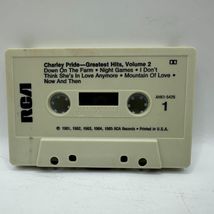 Charley Pride—Greatest Hits, Volume 2
Down On The Farm • Night Games • I Don't
Think She's In Love Anymore • Mountain Of Love •
Now And Then
RCA
AHK1-5426
1
℗ © 1981, 1982, 1983, 1984, 1985 RCA Records • Printed in U.S.A.